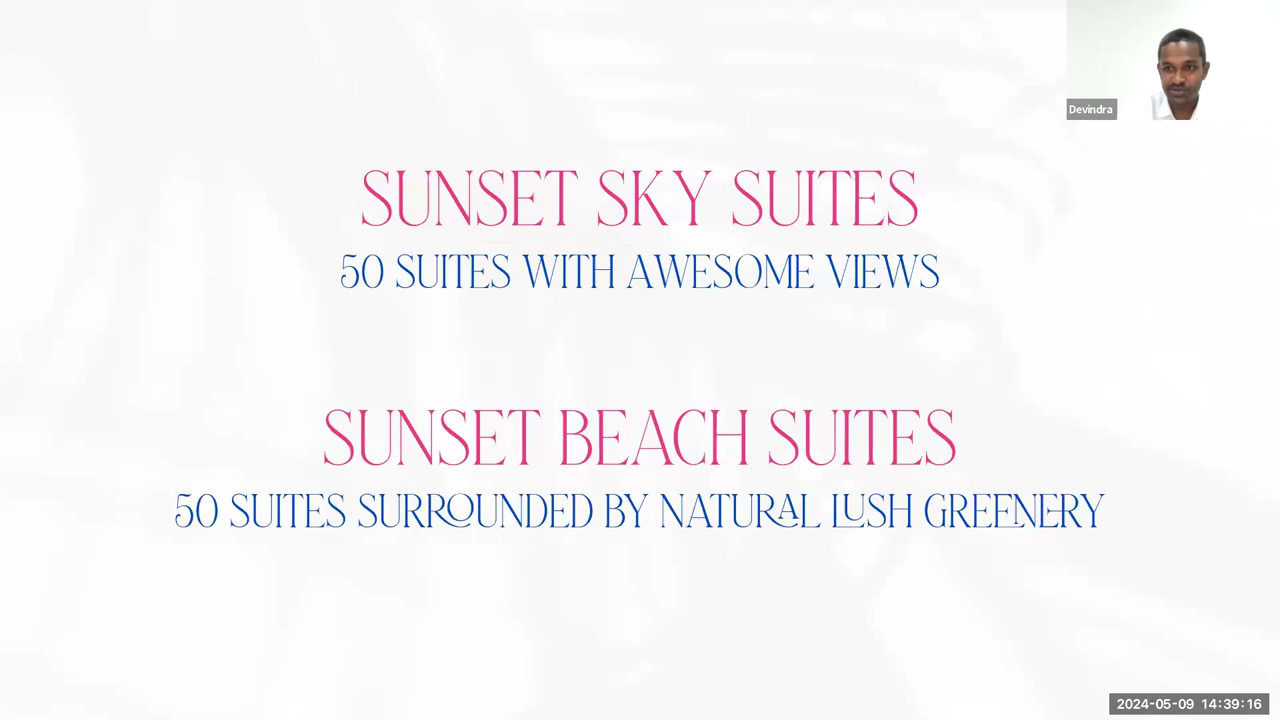 Devindra
SUNSET SKY SUITES
50 SUITES WITH AWESOME VIEWS
SUNSET BEACH SUITES
50 SUITES SURROUNDED BY NATURAL LUSH GREENERY
2024-05-09 14:39:16